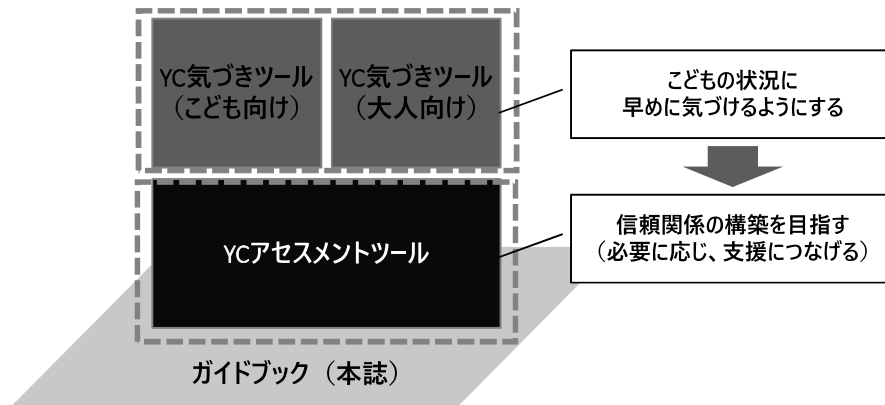 YC気づきツール
（こども向け）
YC気づきツール
（大人向け）
こどもの状況に
早めに気づけるようにする
YCアセスメントツール
信頼関係の構築を目指す
（必要に応じ、支援につなげる）
ガイドブック（本誌）